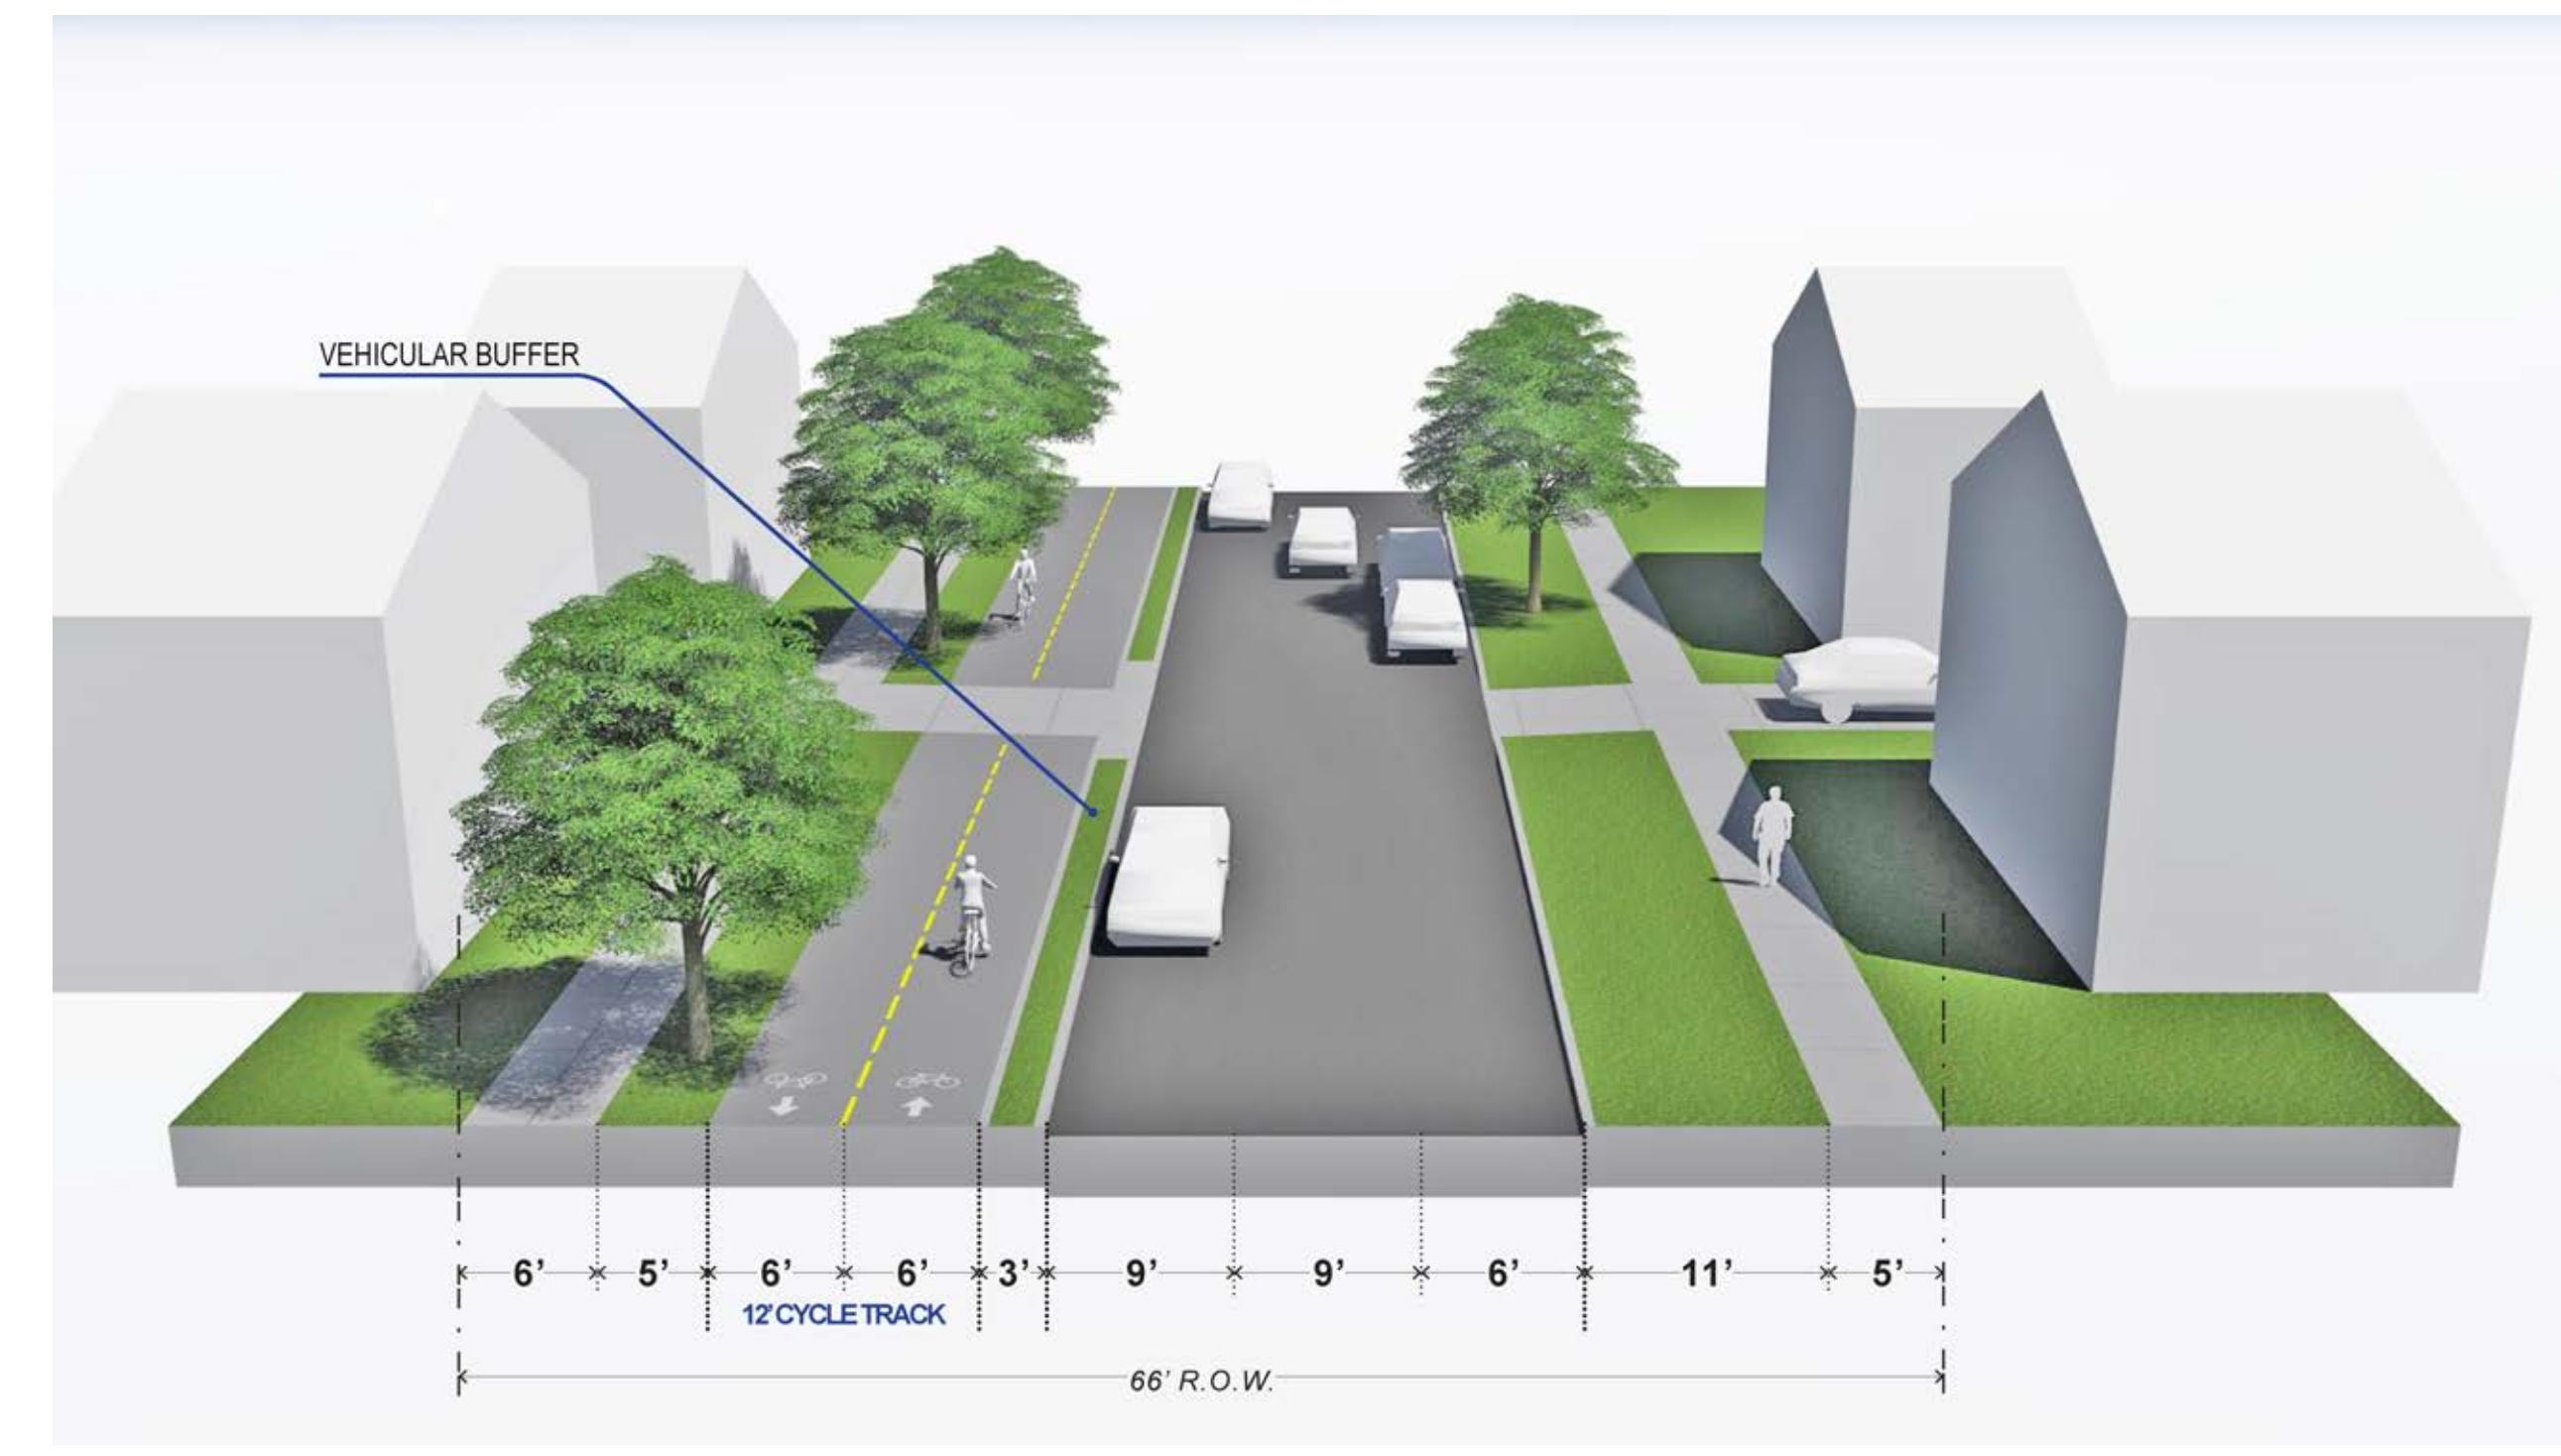 VEHICULAR BUFFER
6’ 5’ 6’ 6’ 3’ 9’ 9’ 6’ 11’ 5’
12’ CYCLE TRACK
66’ R.O.W.